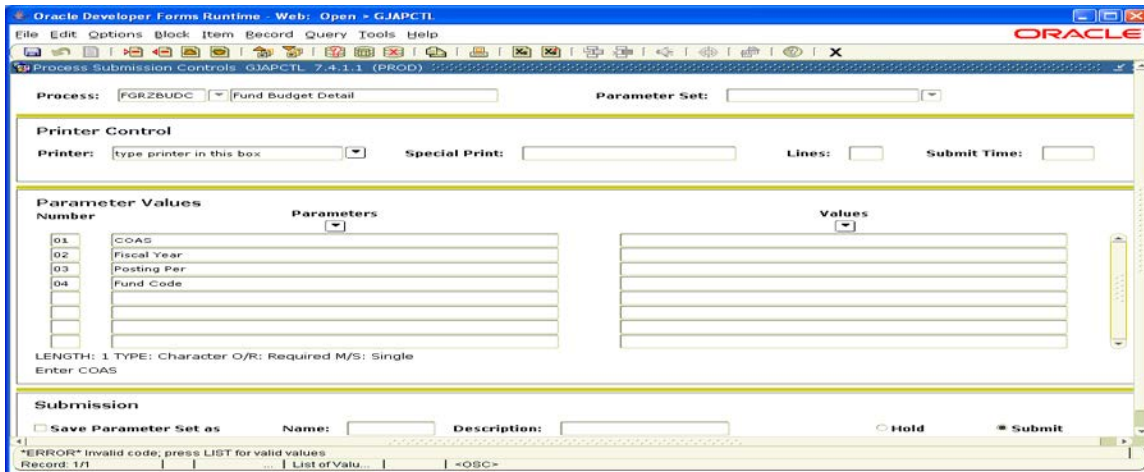 Oracle Developer Forms Runtime - Web: Open > GJAPCTL
File Edit Options Block Item Record Query Tools Help
ORACLE
Process Submission Controls GJAPCTL 7.4.1.1 (PROD)
Process: FGRZBUDC Fund Budget Detail Parameter Set:
Printer Control
Printer: type printer in this box Special Print: Lines: Submit Time:
Parameter Values
Number Parameters Values
01 COAS
02 Fiscal Year
03 Posting Per
04 Fund Code
LENGTH: 1 TYPE: Character O/R: Required M/S: Single
Enter COAS
Submission
Save Parameter Set as Name: Description: Hold Submit
*ERROR* Invalid code; press LIST for valid values
Record: 1/1 ... List of Valu... <OSC>